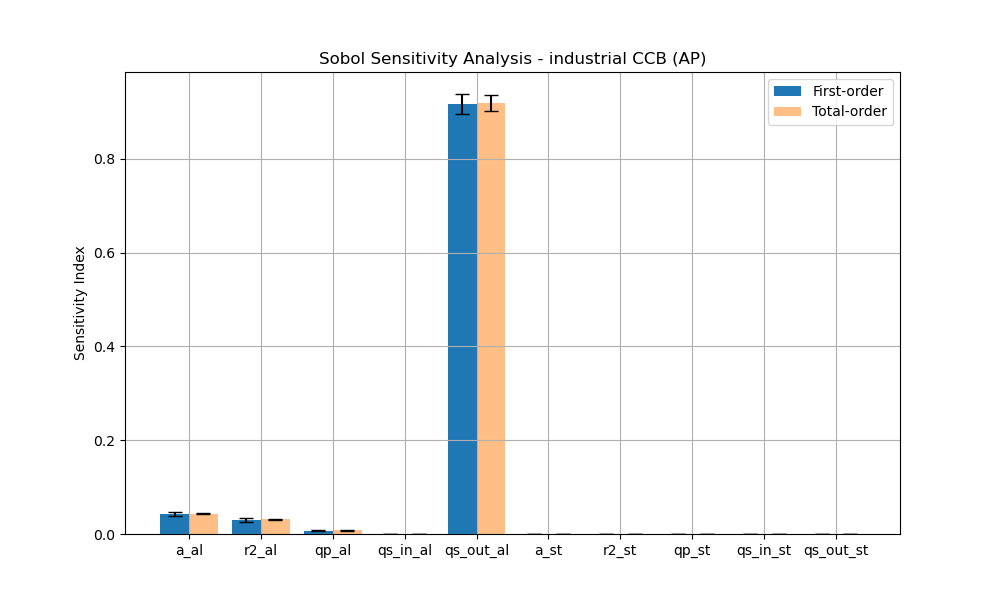 Sobol Sensitivity Analysis - industrial CCB (AP)
First-order
Total-order
Sensitivity Index
0.8
0.6
0.4
0.2
0.0
a_al r2_al qp_al qs_in_al qs_out_al a_st r2_st qp_st qs_in_st qs_out_st